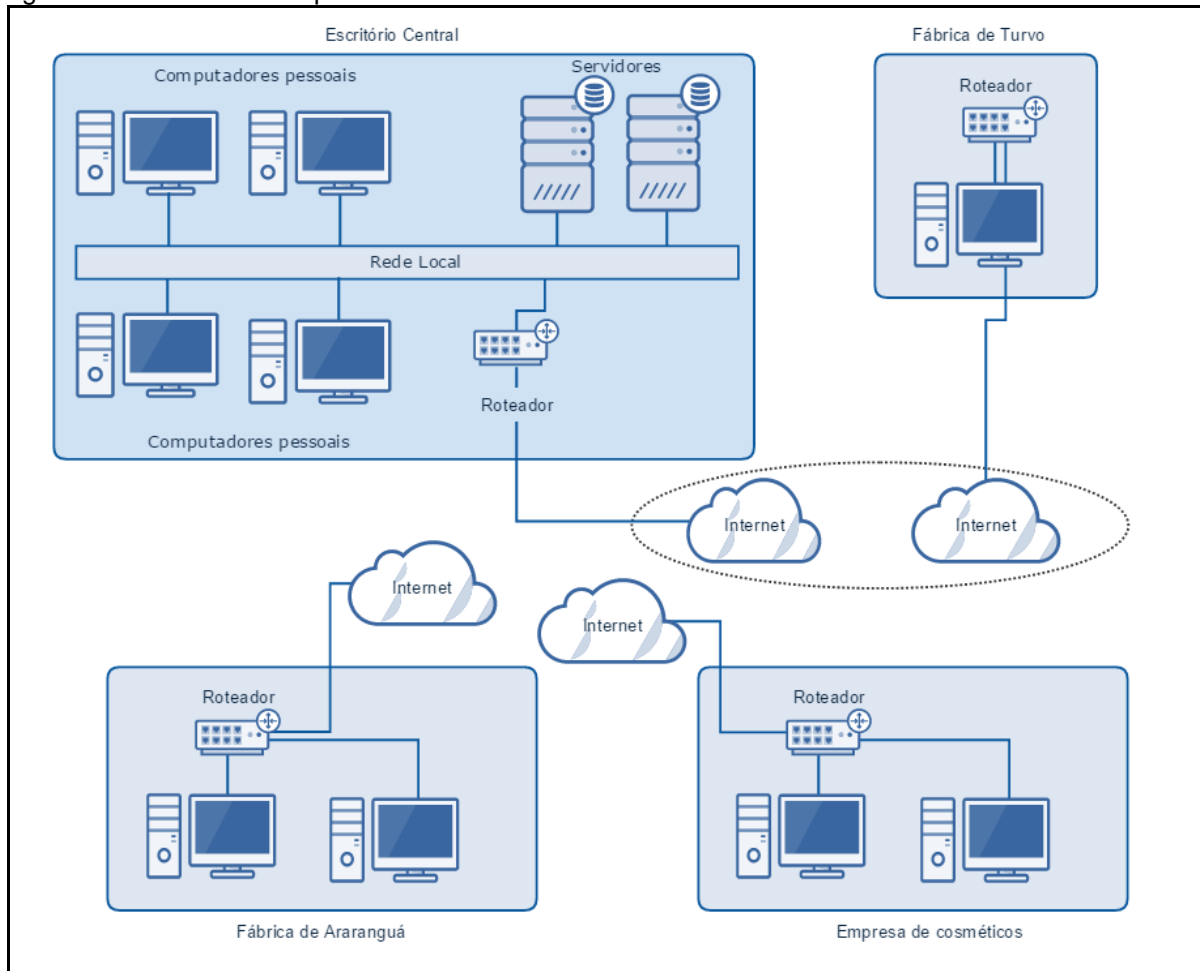 Escritório Central
Fábrica de Turvo
Computadores pessoais
Servidores
Roteador
Rede Local
Roteador
Computadores pessoais
Internet
Internet
Internet
Internet
Roteador
Roteador
Fábrica de Araranguá
Empresa de cosméticos